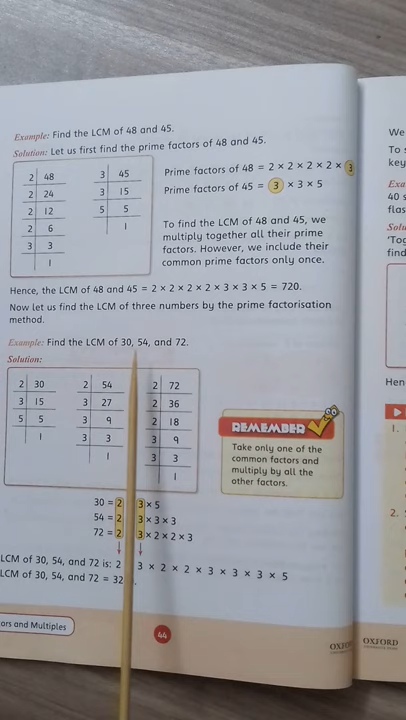 Example: Find the LCM of 48 and 45.
Solution: Let us first find the prime factors of 48 and 45.
2 48
2 24
2 12
2 6
3 3
1
3 45
3 15
5 5
1
Prime factors of 48 = 2 × 2 × 2 × 2 × 3
Prime factors of 45 = 3 × 3 × 5
To find the LCM of 48 and 45, we
multiply together all their prime
factors. However, we include their
common prime factors only once.
Hence, the LCM of 48 and 45 = 2 × 2 × 2 × 2 × 3 × 3 × 5 = 720.
Now let us find the LCM of three numbers by the prime factorisation
method.
Example: Find the LCM of 30, 54, and 72.
Solution:
2 30
3 15
5 5
1
2 54
3 27
3 9
3 3
1
2 72
2 36
2 18
3 9
3 3
1
REMEMBER
Take only one of the
common factors and
multiply by all the
other factors.
30 = 2 3 × 5
54 = 2 3 × 3 × 3
72 = 2 3 × 2 × 2 × 3
LCM of 30, 54, and 72 is: 2 3 × 2 × 2 × 3 × 3 × 3 × 5
LCM of 30, 54, and 72 = 32
ors and Multiples
44
OXFO
We
To s
key
Exa
40 s
flas
Solu
'Tog
find
Hen
1.
2.
OXFORD